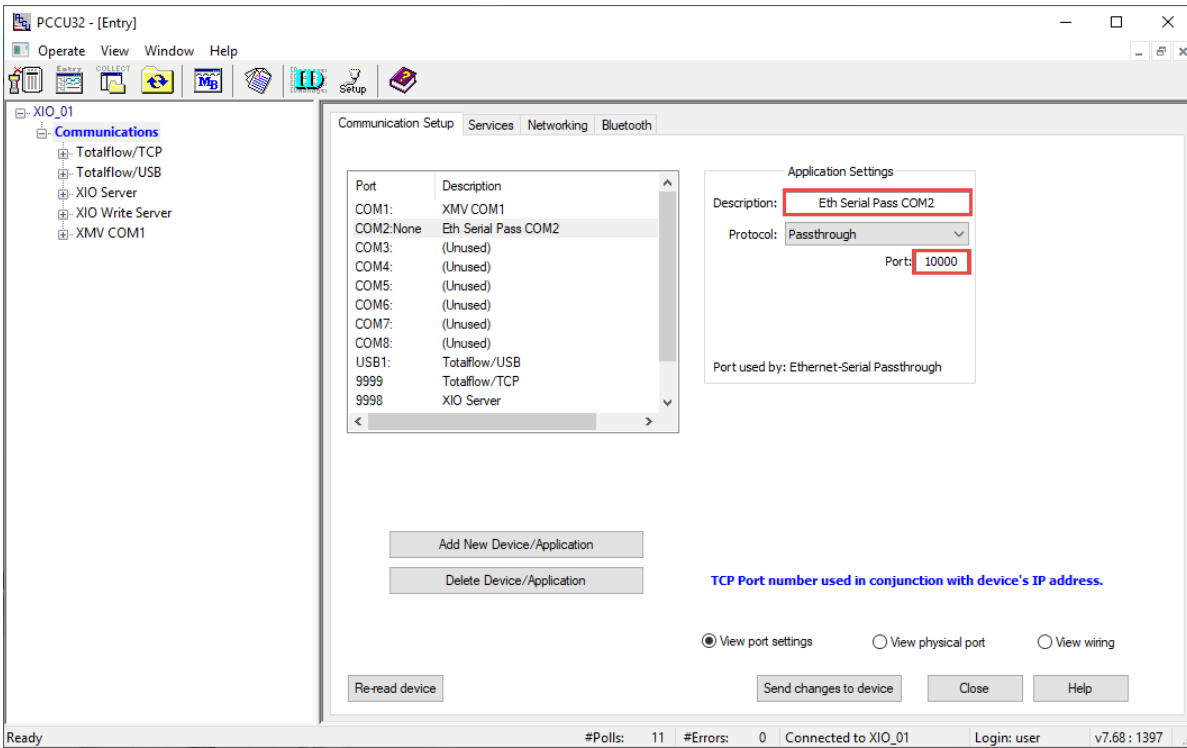 PCCU32 - [Entry]
Operate View Window Help
Entry COLLECT MB Setup
XIO_01
Communications
Totalflow/TCP
Totalflow/USB
XIO Server
XIO Write Server
XMV COM1
Communication Setup Services Networking Bluetooth
Port Description
COM1: XMV COM1
COM2:None Eth Serial Pass COM2
COM3: (Unused)
COM4: (Unused)
COM5: (Unused)
COM6: (Unused)
COM7: (Unused)
COM8: (Unused)
USB1: Totalflow/USB
9999 Totalflow/TCP
9998 XIO Server
Application Settings
Description: Eth Serial Pass COM2
Protocol: Passthrough
Port: 10000
Port used by: Ethernet-Serial Passthrough
Add New Device/Application
Delete Device/Application
TCP Port number used in conjunction with device's IP address.
View port settings View physical port View wiring
Re-read device Send changes to device Close Help
Ready #Polls: 11 #Errors: 0 Connected to XIO_01 Login: user v7.68 : 1397